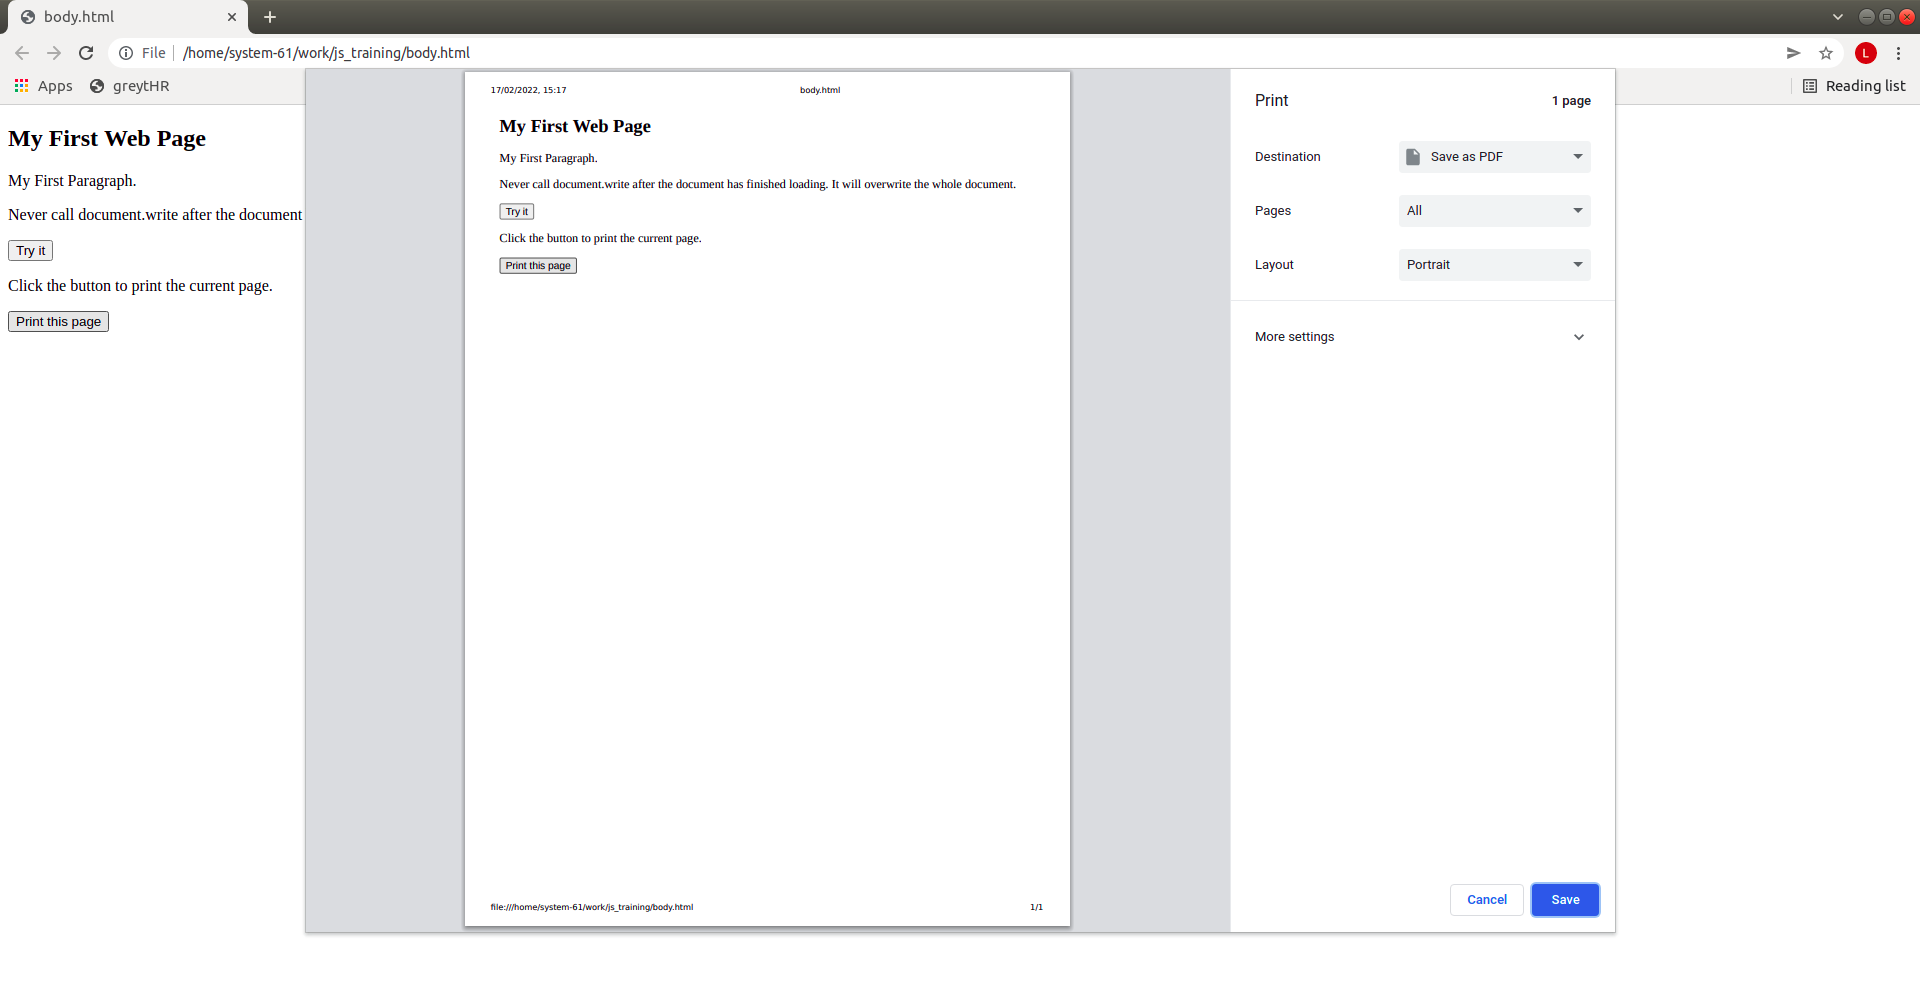 body.html
File
/home/system-61/work/js_training/body.html
L
Apps
greytHR
Reading list
My First Web Page
My First Paragraph.
Never call document.write after the document
Try it
Click the button to print the current page.
Print this page
17/02/2022, 15:17
body.html
My First Web Page
My First Paragraph.
Never call document.write after the document has finished loading. It will overwrite the whole document.
Try it
Click the button to print the current page.
Print this page
file:///home/system-61/work/js_training/body.html
1/1
Print
1 page
Destination
Save as PDF
Pages
All
Layout
Portrait
More settings
Cancel
Save